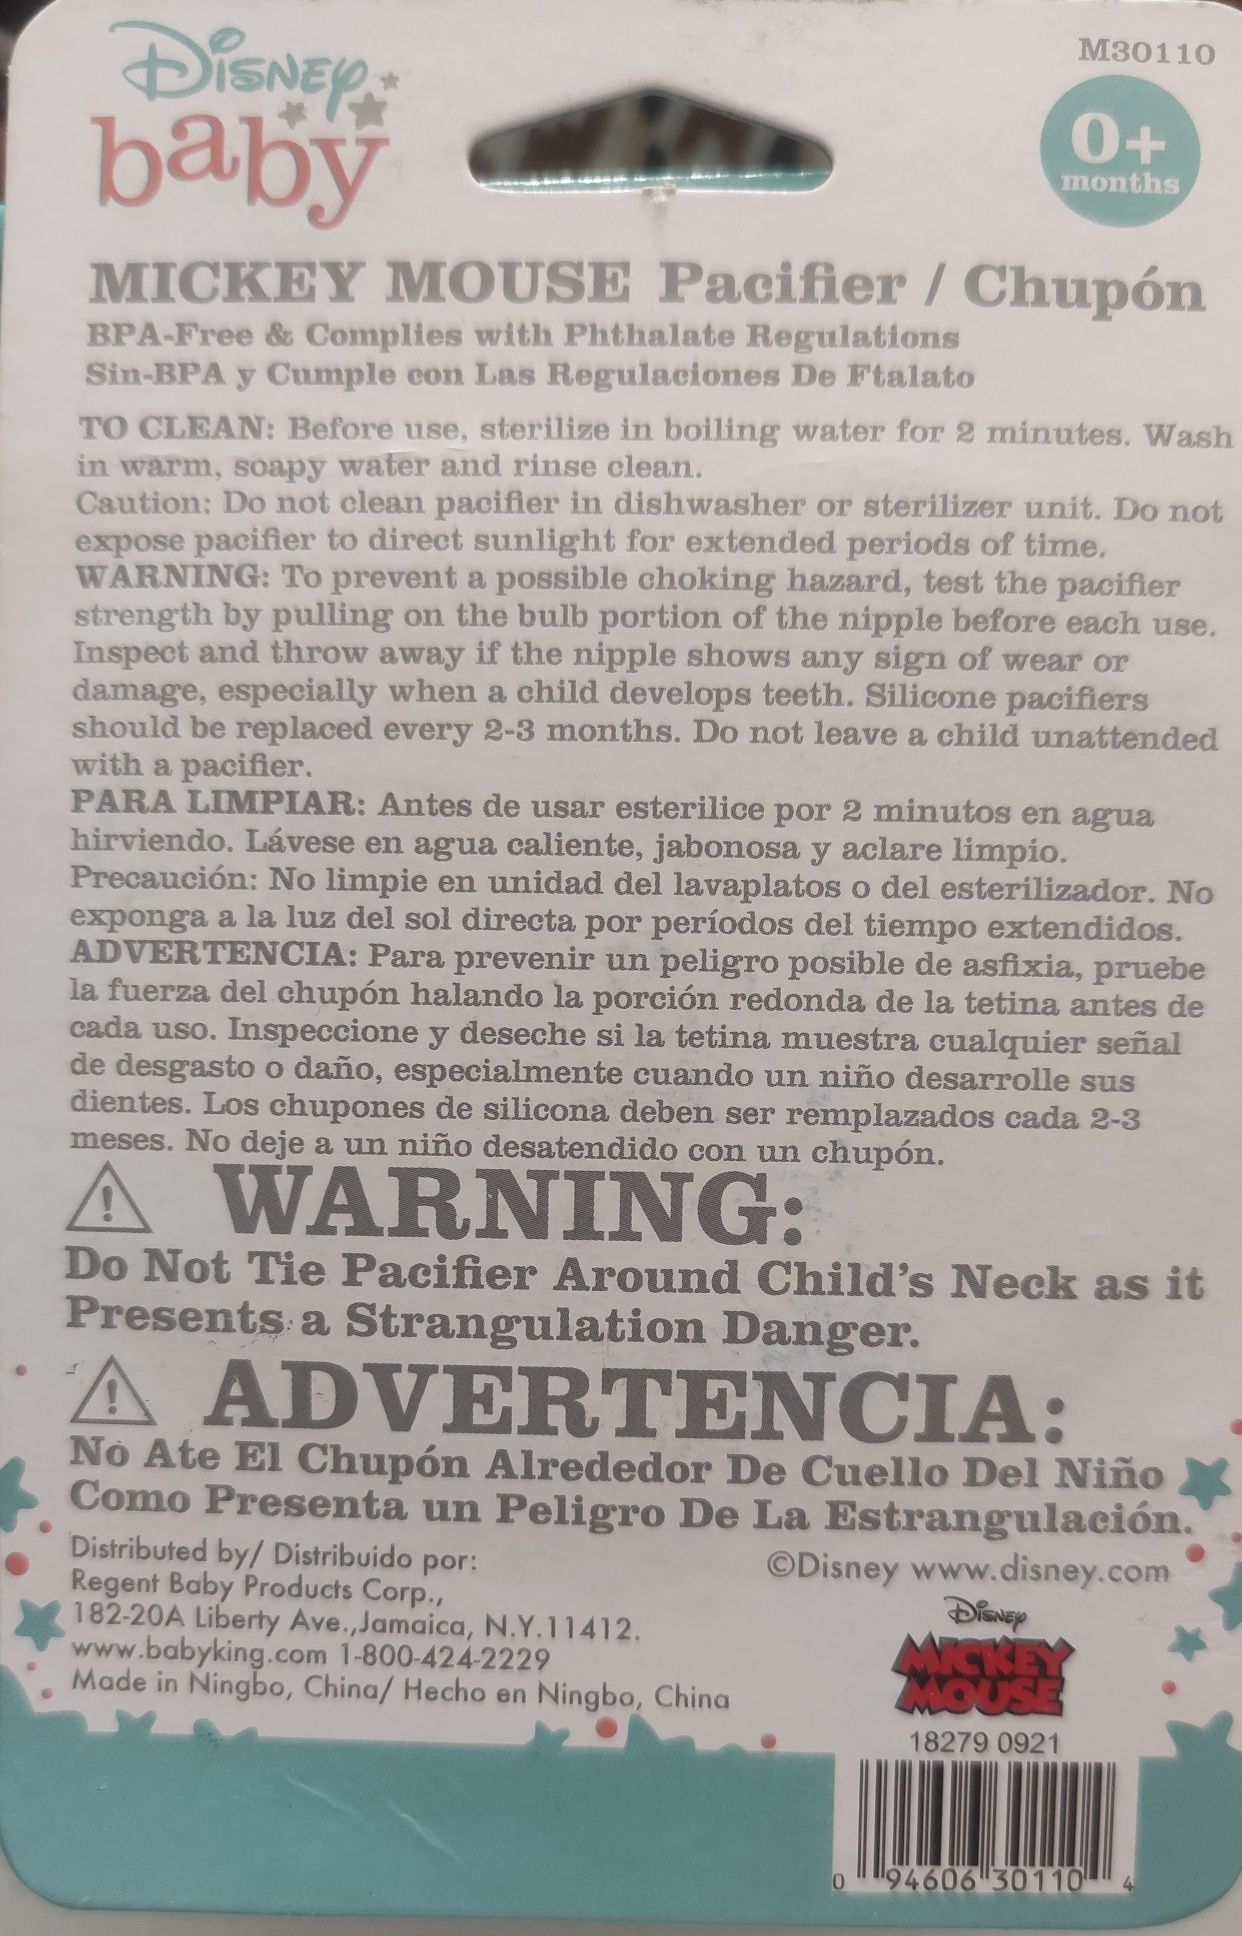 Disney
baby
M30110
0+
months
MICKEY MOUSE Pacifier / Chupón
BPA-Free & Complies with Phthalate Regulations
Sin-BPA y Cumple con Las Regulaciones De Ftalato
TO CLEAN: Before use, sterilize in boiling water for 2 minutes. Wash
in warm, soapy water and rinse clean.
Caution: Do not clean pacifier in dishwasher or sterilizer unit. Do not
expose pacifier to direct sunlight for extended periods of time.
WARNING: To prevent a possible choking hazard, test the pacifier
strength by pulling on the bulb portion of the nipple before each use.
Inspect and throw away if the nipple shows any sign of wear or
damage, especially when a child develops teeth. Silicone pacifiers
should be replaced every 2-3 months. Do not leave a child unattended
with a pacifier.
PARA LIMPIAR: Antes de usar esterilice por 2 minutos en agua
hirviendo. Lávese en agua caliente, jabonosa y aclare limpio.
Precaución: No limpie en unidad del lavaplatos o del esterilizador. No
exponga a la luz del sol directa por períodos del tiempo extendidos.
ADVERTENCIA: Para prevenir un peligro posible de asfixia, pruebe
la fuerza del chupón halando la porción redonda de la tetina antes de
cada uso. Inspeccione y deseche si la tetina muestra cualquier señal
de desgasto o daño, especialmente cuando un niño desarrolle sus
dientes. Los chupones de silicona deben ser remplazados cada 2-3
meses. No deje a un niño desatendido con un chupón.
WARNING:
Do Not Tie Pacifier Around Child's Neck as it
Presents a Strangulation Danger.
ADVERTENCIA:
No Ate El Chupón Alrededor De Cuello Del Niño
Como Presenta un Peligro De La Estrangulación.
Distributed by/ Distribuido por:
Regent Baby Products Corp.,
182-20A Liberty Ave.,Jamaica, N.Y.11412.
www.babyking.com 1-800-424-2229
Made in Ningbo, China/ Hecho en Ningbo, China
©Disney www.disney.com
Disney
MICKEY
MOUSE
18279 0921
0 94606 30110 4